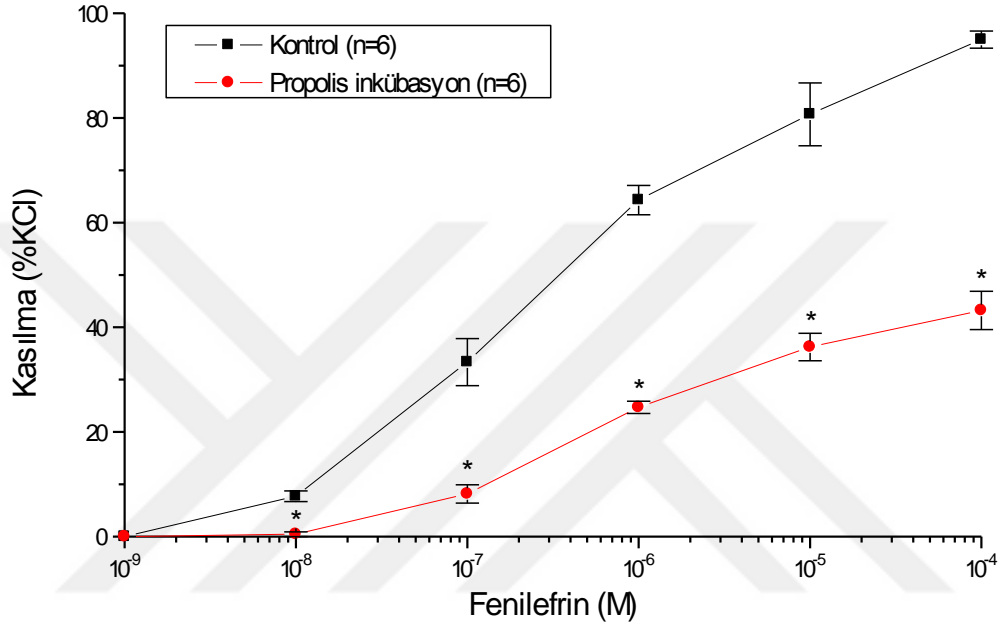 Kontrol (n=6)
Propolis inkübasyon (n=6)
Kasılma (%KCl)
100
80
60
40
20
0
* * * * *
10⁻⁹ 10⁻⁸ 10⁻⁷ 10⁻⁶ 10⁻⁵ 10⁻⁴
Fenilefrin (M)